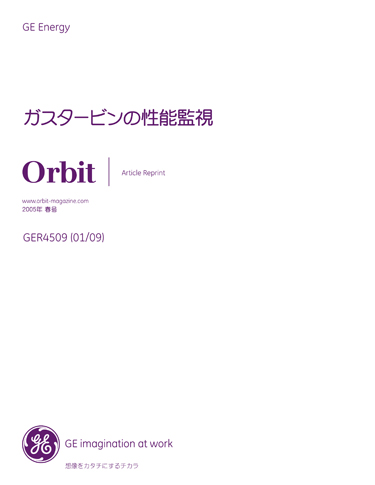 GE Energy
ガスタービンの性能監視
Orbit
Article Reprint
www.orbit-magazine.com
2005年 春号
GER4509 (01/09)
GE imagination at work
想像をカタチにするチカラ